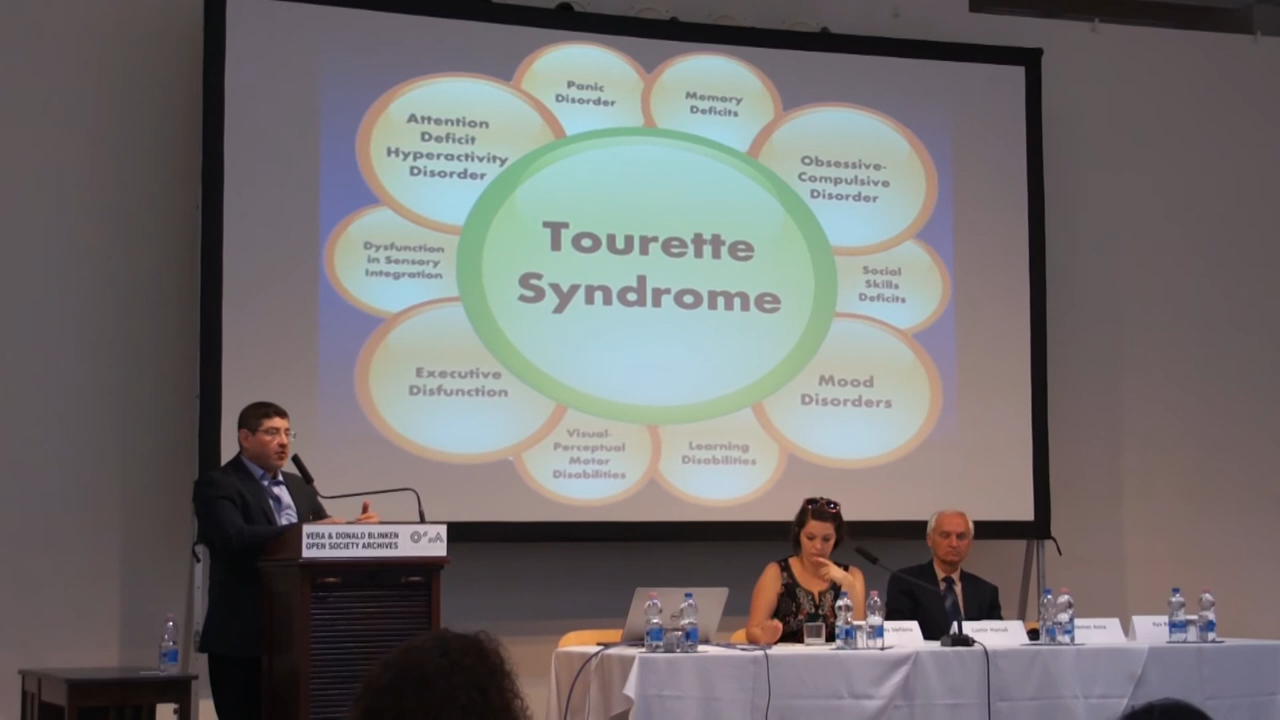 Panic
Disorder
Memory
Deficits
Attention
Deficit
Hyperactivity
Disorder
Obsessive-
Compulsive
Disorder
Tourette
Syndrome
Dysfunction
in Sensory
Integration
Social
Skills
Deficits
Executive
Disfunction
Mood
Disorders
Visual-
Perceptual
Motor
Disabilities
Learning
Disabilities
VERA & DONALD BLINKEN
OPEN SOCIETY ARCHIVES